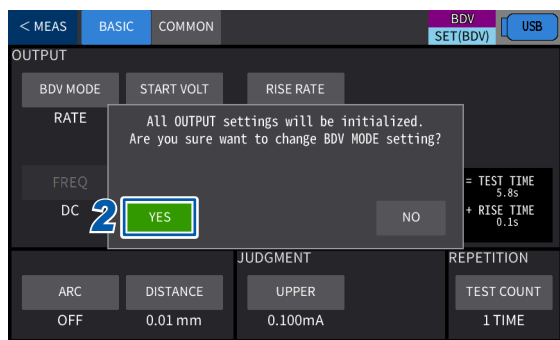 < MEAS BASIC COMMON
BDV
SET(BDV)
USB
OUTPUT
BDV MODE START VOLT RISE RATE
RATE
All OUTPUT settings will be initialized.
Are you sure want to change BDV MODE setting?
FREQ
DC
2
YES NO
= TEST TIME
5.8s
+ RISE TIME
0.1s
JUDGMENT REPETITION
ARC DISTANCE UPPER TEST COUNT
OFF 0.01 mm 0.100mA 1 TIME